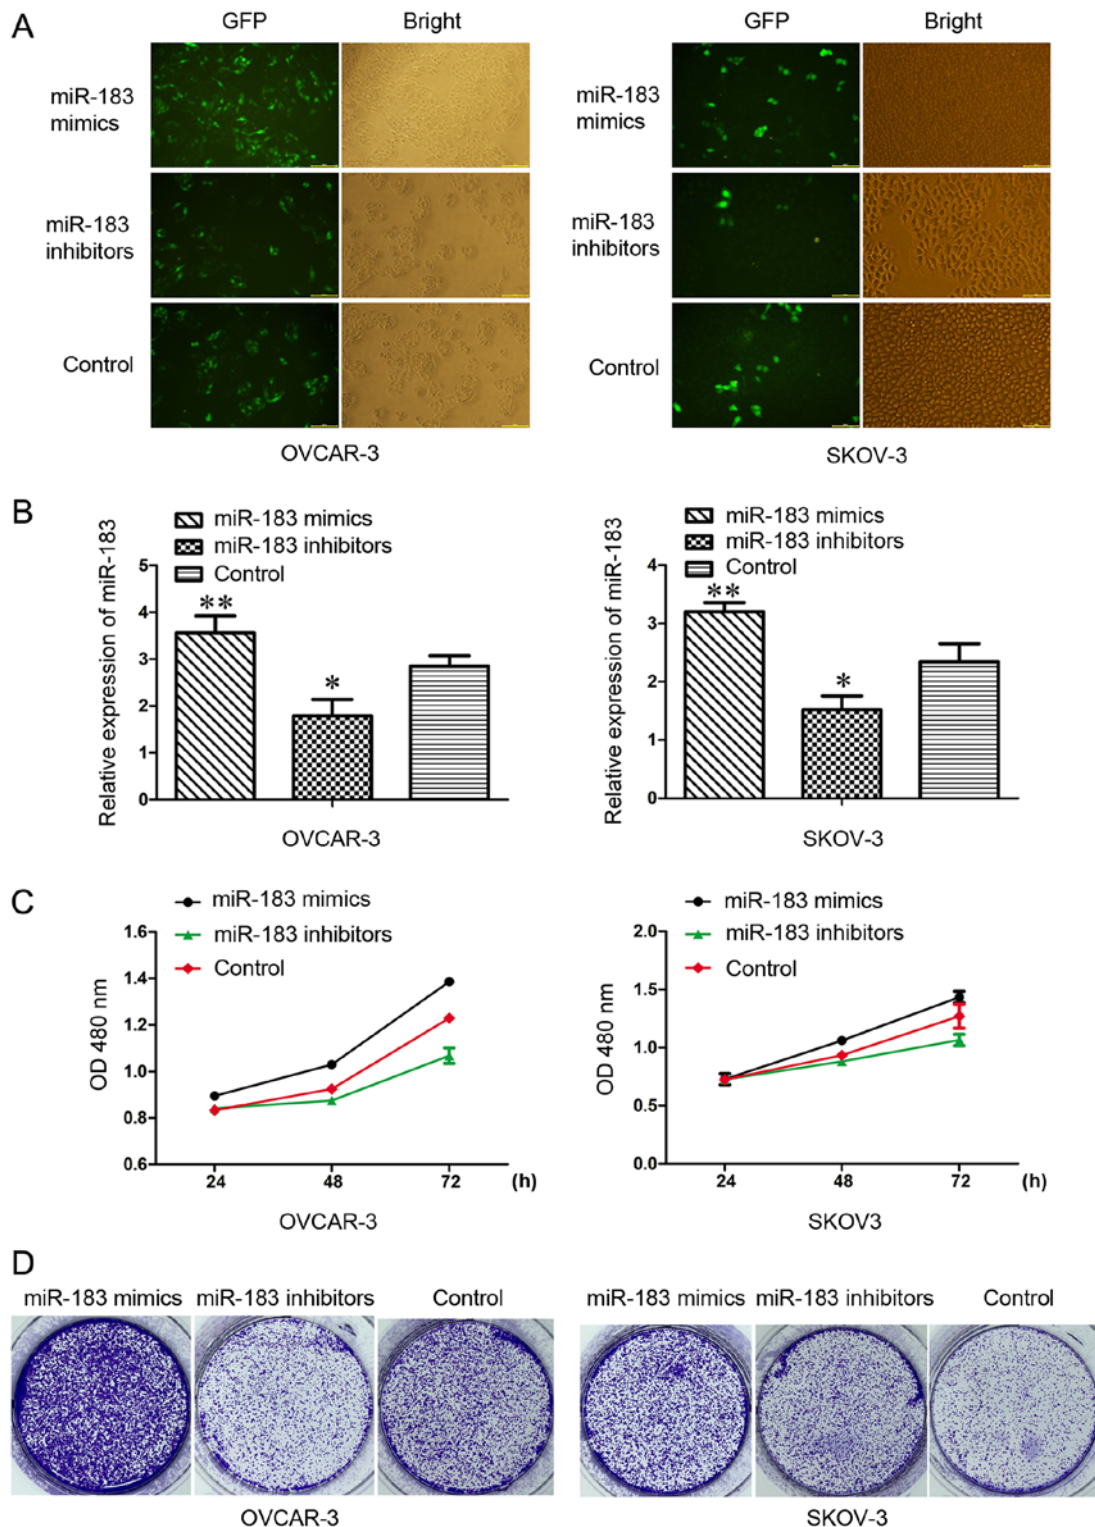 A
GFP Bright
GFP Bright
miR-183
mimics
miR-183
inhibitors
Control
OVCAR-3
miR-183
mimics
miR-183
inhibitors
Control
SKOV-3
B
miR-183 mimics
miR-183 inhibitors
Control
Relative expression of miR-183
5
4
3
2
1
0
**
*
OVCAR-3
miR-183 mimics
miR-183 inhibitors
Control
Relative expression of miR-183
4
3
2
1
0
**
*
SKOV-3
C
miR-183 mimics
miR-183 inhibitors
Control
OD 480 nm
1.6
1.4
1.2
1.0
0.8
0.6
24 48 72 (h)
OVCAR-3
miR-183 mimics
miR-183 inhibitors
Control
OD 480 nm
2.0
1.5
1.0
0.5
0.0
24 48 72 (h)
SKOV3
D
miR-183 mimics miR-183 inhibitors Control
OVCAR-3
miR-183 mimics miR-183 inhibitors Control
SKOV-3